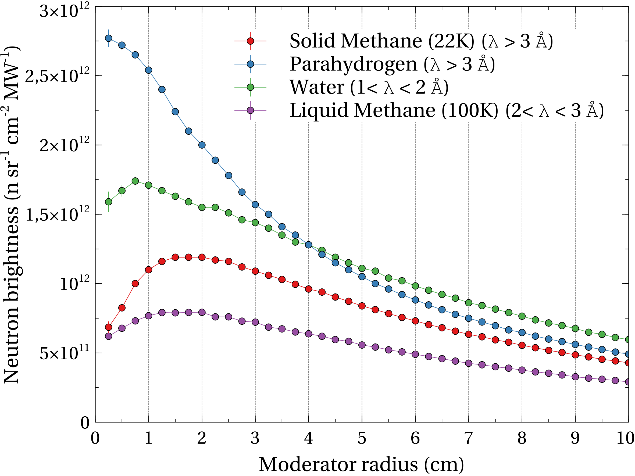 3×10¹²
2,5×10¹²
2×10¹²
1,5×10¹²
1×10¹²
5×10¹¹
0
Neutron brightness (n sr⁻¹ cm⁻² MW⁻¹)
Solid Methane (22K) (λ > 3 Å)
Parahydrogen (λ > 3 Å)
Water (1< λ < 2 Å)
Liquid Methane (100K) (2< λ < 3 Å)
0 1 2 3 4 5 6 7 8 9 10
Moderator radius (cm)